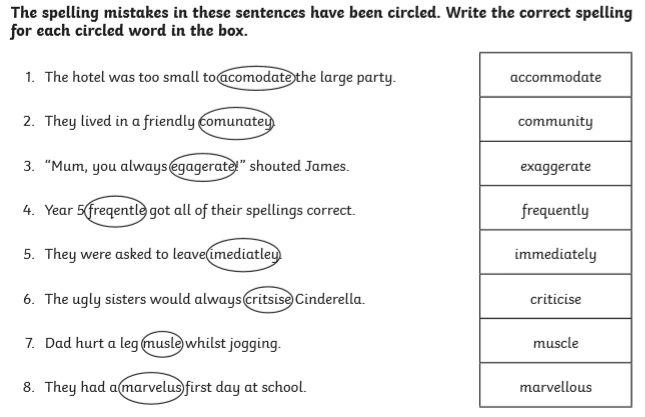 The spelling mistakes in these sentences have been circled. Write the correct spelling
for each circled word in the box.
1. The hotel was too small to acomodate the large party. accommodate
2. They lived in a friendly comunatey. community
3. “Mum, you always egagerate!” shouted James. exaggerate
4. Year 5 freqentle got all of their spellings correct. frequently
5. They were asked to leave imediatley. immediately
6. The ugly sisters would always critsise Cinderella. criticise
7. Dad hurt a leg musle whilst jogging. muscle
8. They had a marvelus first day at school. marvellous